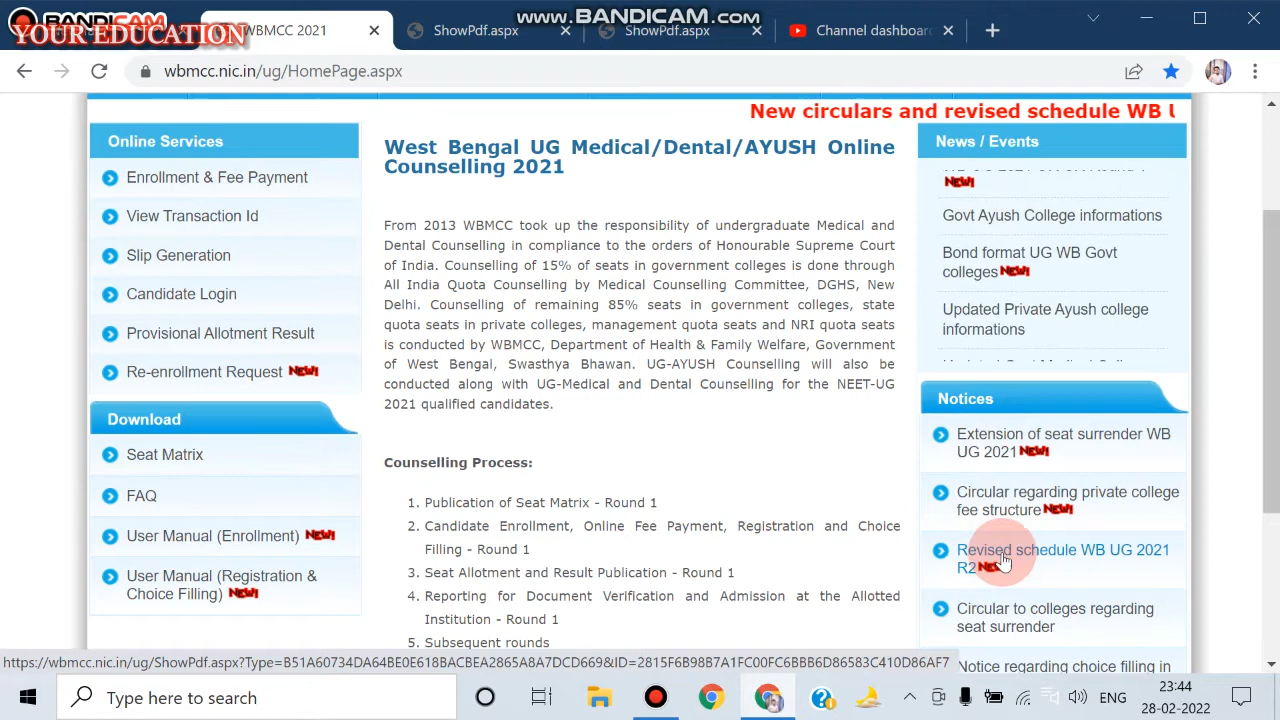 www.BANDICAM.com
BANDICAM
YOUR EDUCATION
WBMCC 2021
ShowPdf.aspx
ShowPdf.aspx
Channel dashboard
wbmcc.nic.in/ug/HomePage.aspx
New circulars and revised schedule WB U
Online Services
Enrollment & Fee Payment
View Transaction Id
Slip Generation
Candidate Login
Provisional Allotment Result
Re-enrollment Request NEW!
Download
Seat Matrix
FAQ
User Manual (Enrollment) NEW!
User Manual (Registration &
Choice Filling) NEW!
West Bengal UG Medical/Dental/AYUSH Online
Counselling 2021
From 2013 WBMCC took up the responsibility of undergraduate Medical and
Dental Counselling in compliance to the orders of Honourable Supreme Court
of India. Counselling of 15% of seats in government colleges is done through
All India Quota Counselling by Medical Counselling Committee, DGHS, New
Delhi. Counselling of remaining 85% seats in government colleges, state
quota seats in private colleges, management quota seats and NRI quota seats
is conducted by WBMCC, Department of Health & Family Welfare, Government
of West Bengal, Swasthya Bhawan. UG-AYUSH Counselling will also be
conducted along with UG-Medical and Dental Counselling for the NEET-UG
2021 qualified candidates.
Counselling Process:
1. Publication of Seat Matrix - Round 1
2. Candidate Enrollment, Online Fee Payment, Registration and Choice
Filling - Round 1
3. Seat Allotment and Result Publication - Round 1
4. Reporting for Document Verification and Admission at the Allotted
Institution - Round 1
5. Subsequent rounds
News / Events
NEW!
Govt Ayush College informations
Bond format UG WB Govt
colleges NEW!
Updated Private Ayush college
informations
Notices
Extension of seat surrender WB
UG 2021 NEW!
Circular regarding private college
fee structure NEW!
Revised schedule WB UG 2021
R2 NEW!
Circular to colleges regarding
seat surrender
Notice regarding choice filling in
https://wbmcc.nic.in/ug/ShowPdf.aspx?Type=B51A60734DA64BE0E618BACBEA2865A8A7DCD669&ID=2815F6B98B7A1FC00FC6BBB6D86583C410D86AF7
Type here to search
ENG
23:44
28-02-2022